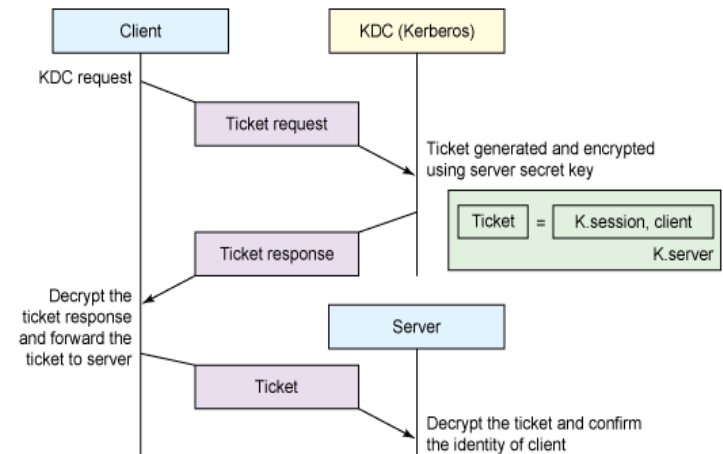 Client
KDC (Kerberos)
KDC request
Ticket request
Ticket generated and encrypted
using server secret key
Ticket = K.session, client
K.server
Ticket response
Decrypt the
ticket response
and forward the
ticket to server
Server
Ticket
Decrypt the ticket and confirm
the identity of client